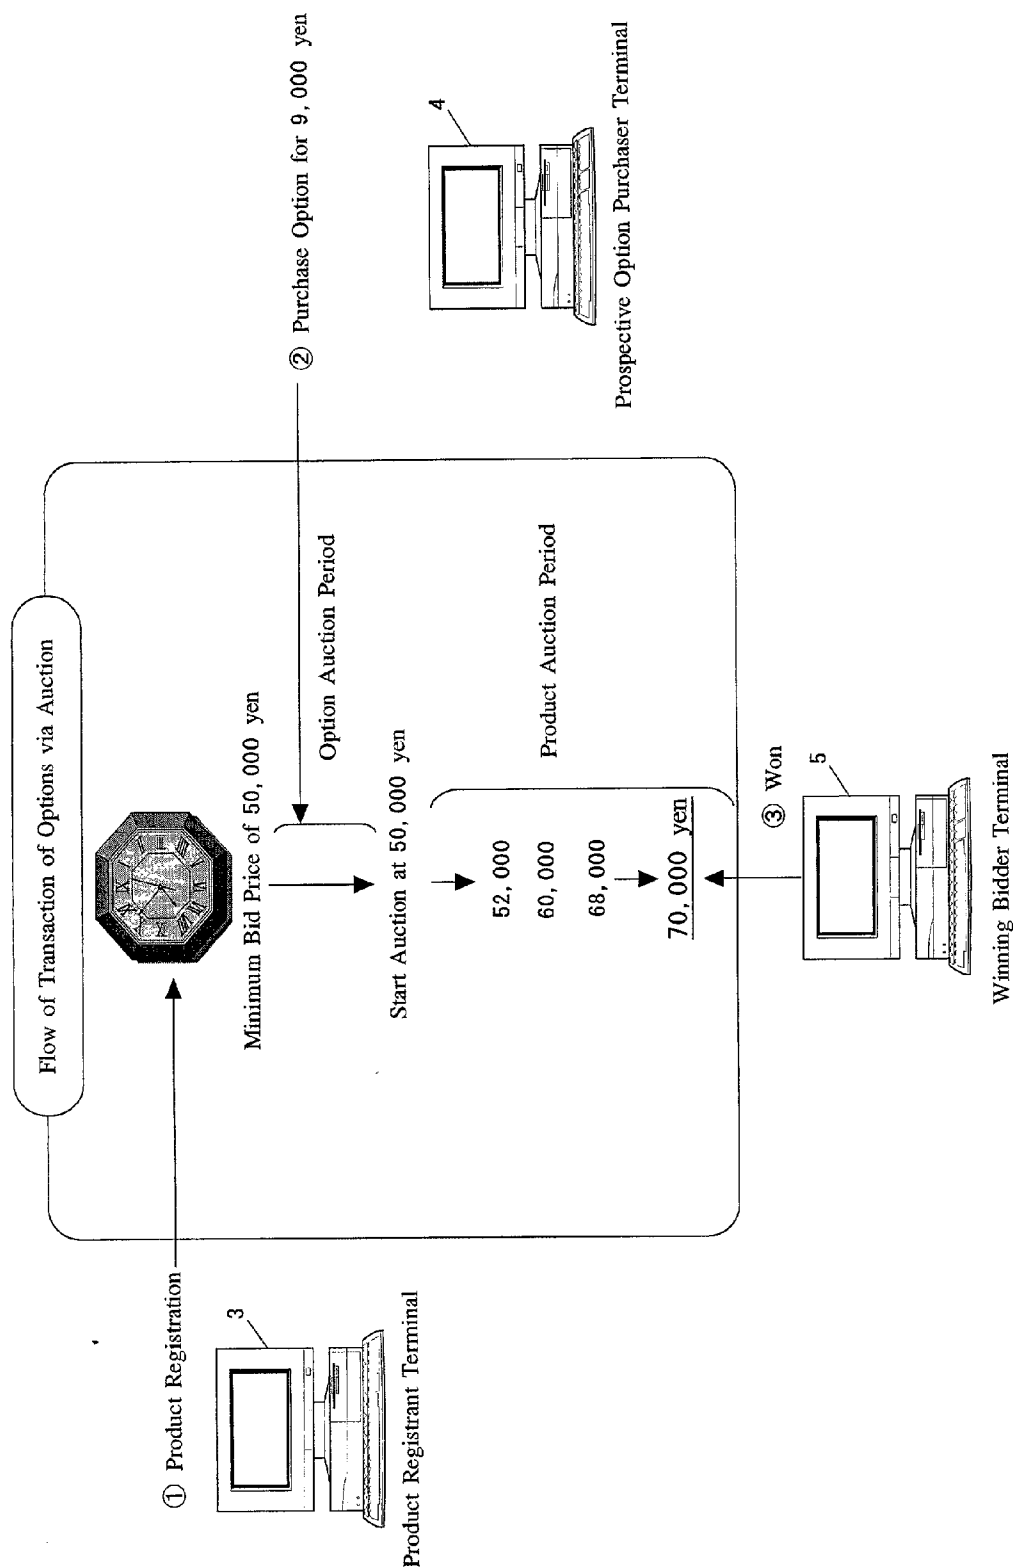 Flow of Transaction of Options via Auction
① Product Registration
3
Product Registrant Terminal
Minimum Bid Price of 50,000 yen
Option Auction Period
② Purchase Option for 9,000 yen
4
Prospective Option Purchaser Terminal
Start Auction at 50,000 yen
52,000
60,000
68,000
70,000 yen
Product Auction Period
③ Won
5
Winning Bidder Terminal